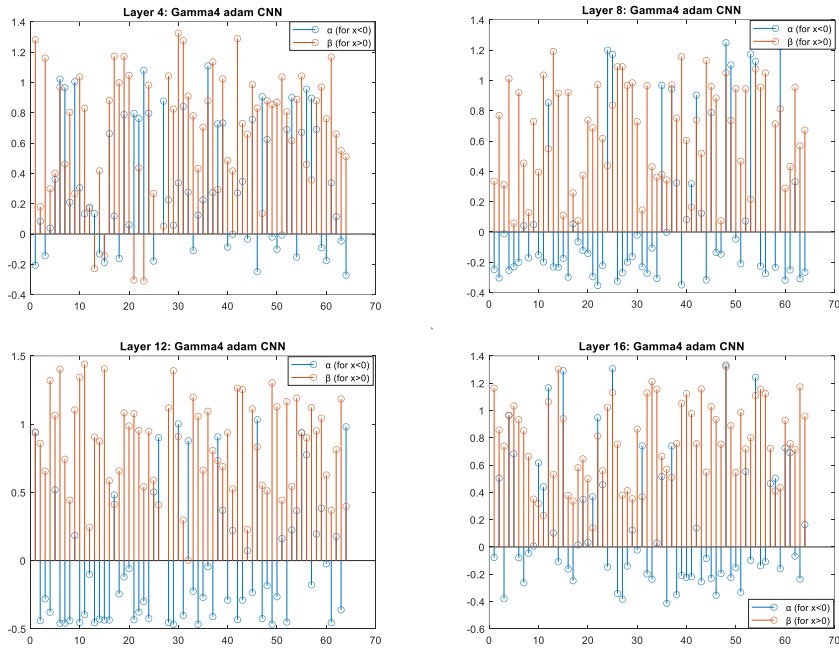 Layer 4: Gamma4 adam CNN
α (for x<0)
β (for x>0)
1.4
1.2
1
0.8
0.6
0.4
0.2
0
-0.2
-0.4
0 10 20 30 40 50 60 70
Layer 8: Gamma4 adam CNN
α (for x<0)
β (for x>0)
1.4
1.2
1
0.8
0.6
0.4
0.2
0
-0.2
-0.4
0 10 20 30 40 50 60 70
Layer 12: Gamma4 adam CNN
α (for x<0)
β (for x>0)
1.5
1
0.5
0
-0.5
0 10 20 30 40 50 60 70
Layer 16: Gamma4 adam CNN
1.4
1.2
1
0.8
0.6
0.4
0.2
0
-0.2
-0.4
-0.6
α (for x<0)
β (for x>0)
0 10 20 30 40 50 60 70